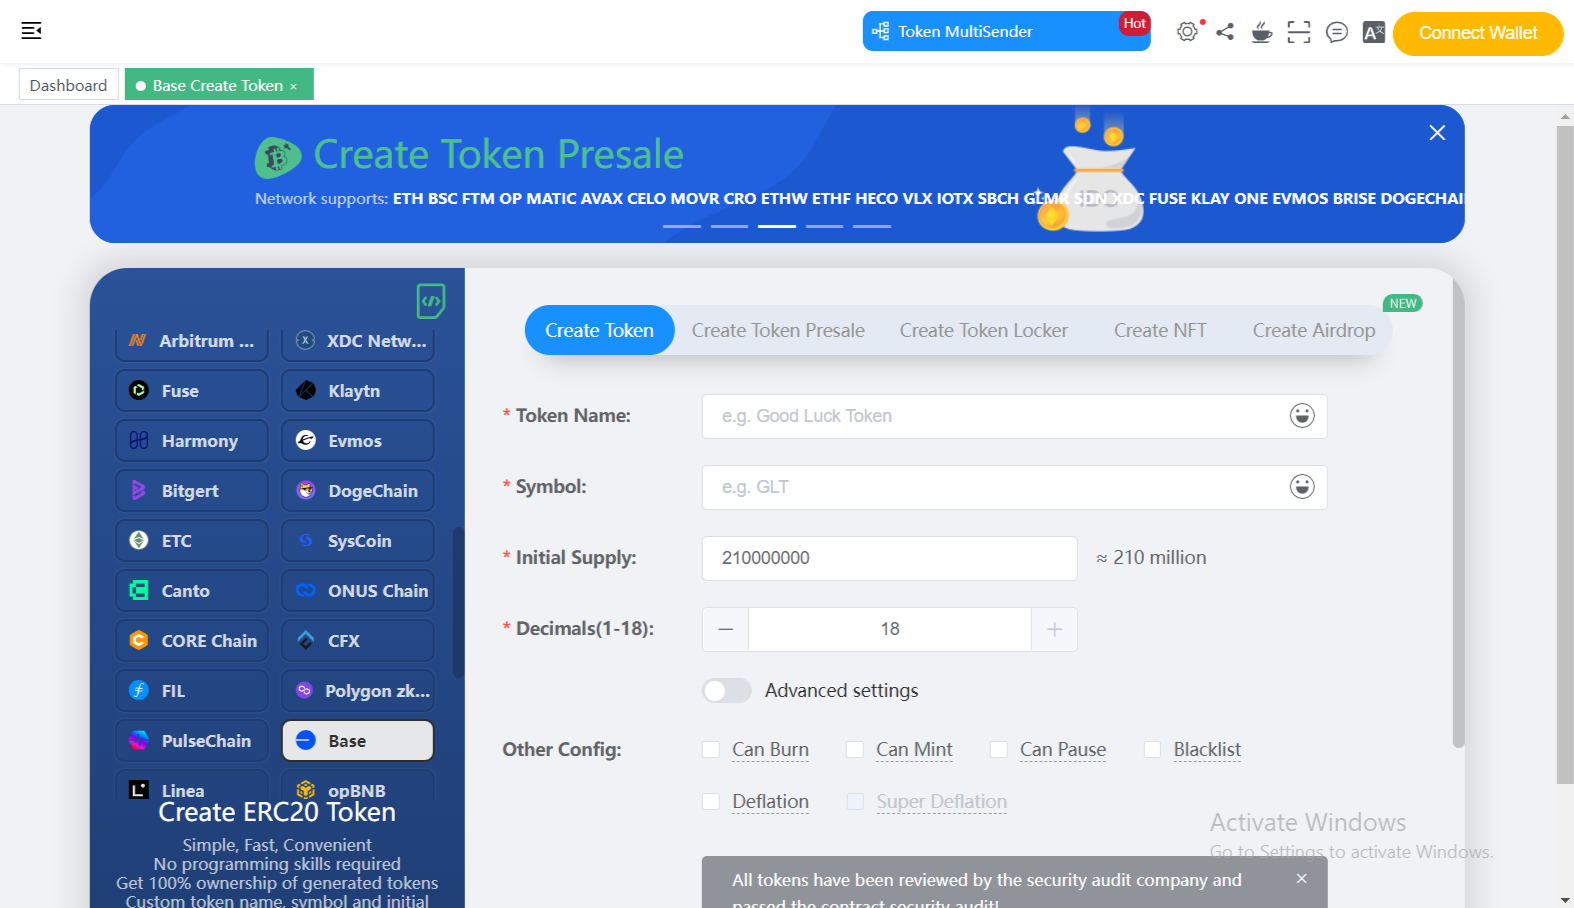 Token MultiSender
Hot
Connect Wallet
Dashboard
Base Create Token ×
Create Token Presale
Network supports: ETH BSC FTM OP MATIC AVAX CELO MOVR CRO ETHW ETHF HECO VLX IOTX SBCH GLMR SDN XDC FUSE KLAY ONE EVMOS BRISE DOGECHAI
Arbitrum ...
XDC Netw...
Fuse
Klaytn
Harmony
Evmos
Bitgert
DogeChain
ETC
SysCoin
Canto
ONUS Chain
CORE Chain
CFX
FIL
Polygon zk...
PulseChain
Base
Linea
opBNB
Create ERC20 Token
Simple, Fast, Convenient
No programming skills required
Get 100% ownership of generated tokens
Custom token name, symbol and initial
NEW
Create Token
Create Token Presale
Create Token Locker
Create NFT
Create Airdrop
* Token Name:
e.g. Good Luck Token
* Symbol:
e.g. GLT
* Initial Supply:
210000000
≈ 210 million
* Decimals(1-18):
18
Advanced settings
Other Config:
Can Burn
Can Mint
Can Pause
Blacklist
Deflation
Super Deflation
Activate Windows
Go to Settings to activate Windows.
All tokens have been reviewed by the security audit company and
passed the contract security audit!